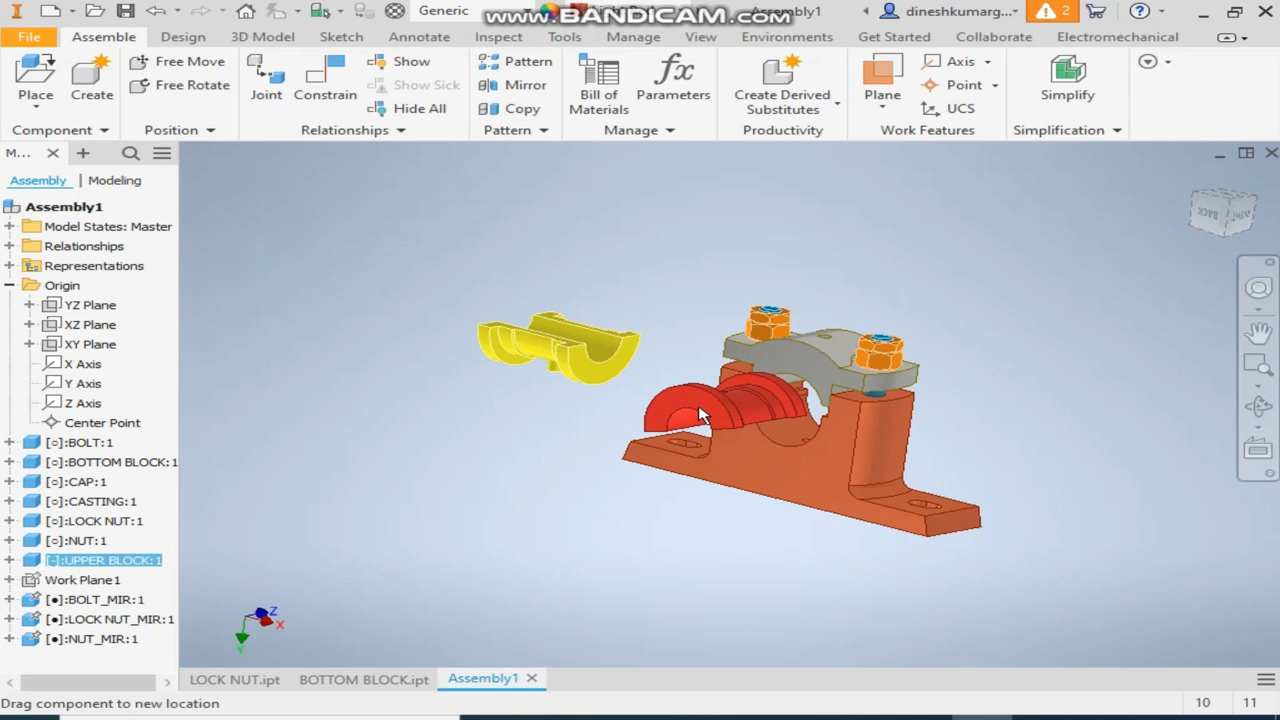 Generic
www.BANDICAM.com
Assembly1
dineshkumarg...
2
File
Assemble
Design
3D Model
Sketch
Annotate
Inspect
Tools
Manage
View
Environments
Get Started
Collaborate
Electromechanical
Free Move
Free Rotate
Place
Create
Joint
Constrain
Show
Show Sick
Hide All
Pattern
Mirror
Copy
Bill of
Materials
fx
Parameters
Create Derived
Substitutes
Plane
Axis
Point
UCS
Simplify
Component
Position
Relationships
Pattern
Manage
Productivity
Work Features
Simplification
M...
Assembly
Modeling
Assembly1
Model States: Master
Relationships
Representations
Origin
YZ Plane
XZ Plane
XY Plane
X Axis
Y Axis
Z Axis
Center Point
[○]:BOLT:1
[○]:BOTTOM BLOCK:1
[○]:CAP:1
[○]:CASTING:1
[○]:LOCK NUT:1
[○]:NUT:1
[-]:UPPER BLOCK:1
Work Plane1
[●]:BOLT_MIR:1
[●]:LOCK NUT_MIR:1
[●]:NUT_MIR:1
BACK
Z
X
Y
LOCK NUT.ipt
BOTTOM BLOCK.ipt
Assembly1
Drag component to new location
10
11